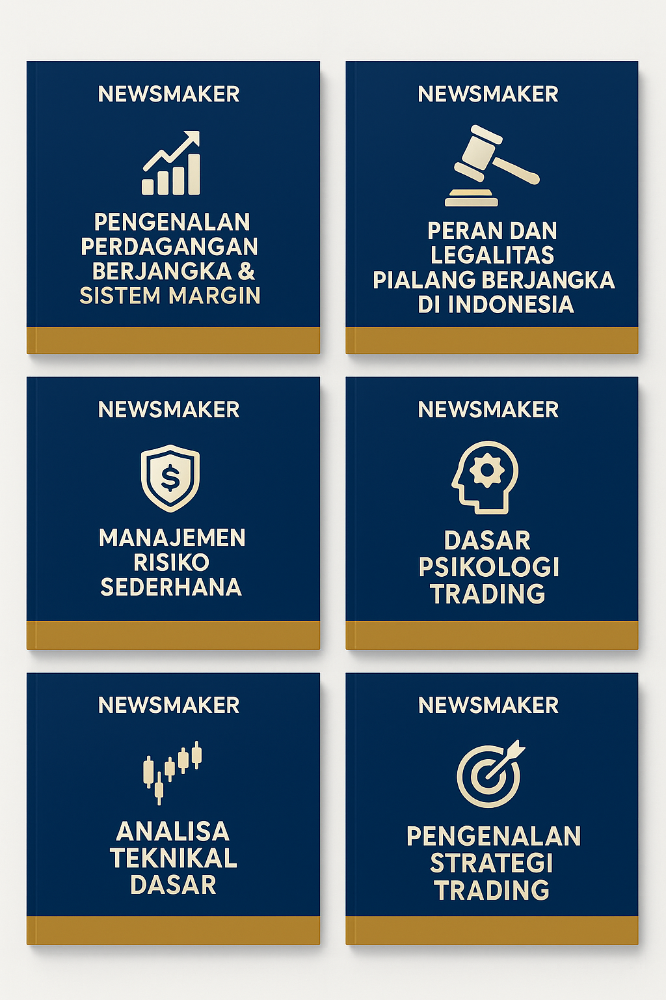 NEWSMAKER
PENGENALAN
PERDAGANGAN
BERJANGKA &
SISTEM MARGIN
NEWSMAKER
PERAN DAN
LEGALITAS
PIALANG BERJANGKA
DI INDONESIA
NEWSMAKER
$
MANAJEMEN
RISIKO
SEDERHANA
NEWSMAKER
DASAR
PSIKOLOGI
TRADING
NEWSMAKER
ANALISA
TEKNIKAL
DASAR
NEWSMAKER
PENGENALAN
STRATEGI
TRADING